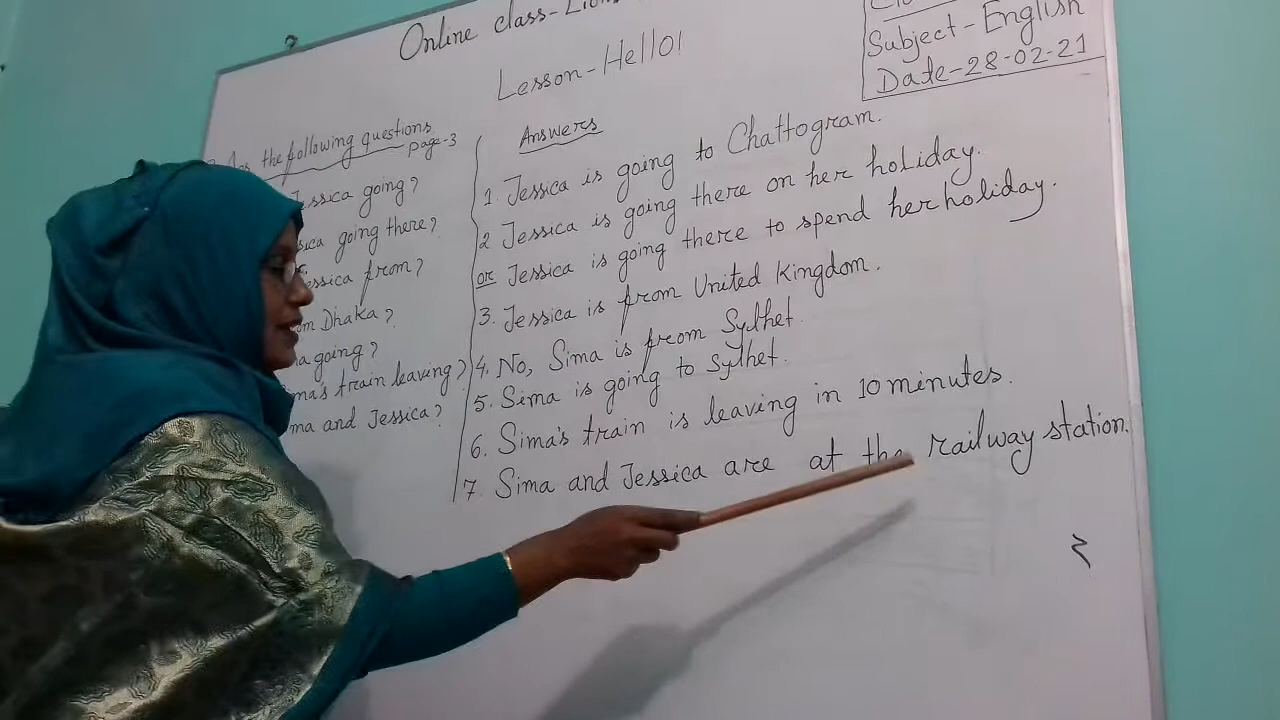 Online class-
Lesson-Hello!
Subject-English
Date-28-02-21
the following questions
page-3
Jessica going?
going there?
Jessica from?
Dhaka?
going?
train leaving?
and Jessica?
Answers
1. Jessica is going to Chattogram.
2 Jessica is going there on her holiday.
or Jessica is going there to spend her holiday.
3. Jessica is from United Kingdom.
4. No, Sima is from Sylhet.
5. Sima is going to Sylhet.
6. Sima's train is leaving in 10 minutes.
7. Sima and Jessica are at the railway station.